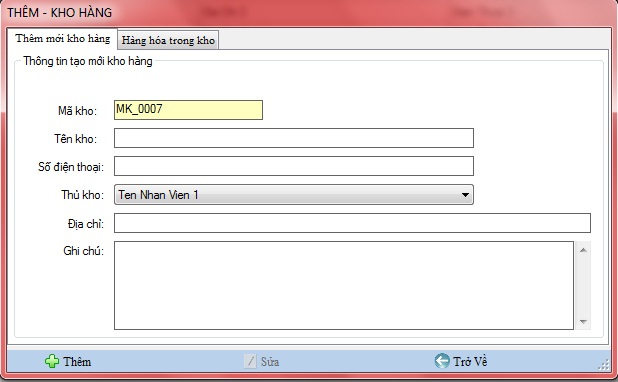 THÊM - KHO HÀNG
Thêm mới kho hàng Hàng hóa trong kho
Thông tin tạo mới kho hàng
Mã kho: MK_0007
Tên kho:
Số điện thoại:
Thủ kho: Ten Nhan Vien 1
Địa chỉ:
Ghi chú:
Thêm Sửa Trở Về